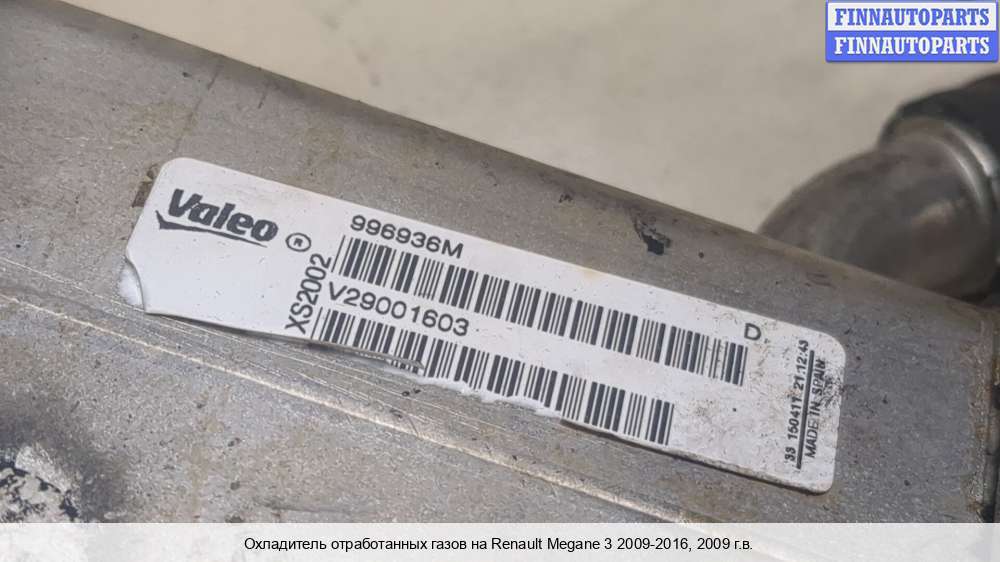 FINNAUTOPARTS
FINNAUTOPARTS
Valeo ®
996936M
XS2002
V29001603
D
33 150411 21:12:43
MADE IN SPAIN
Охладитель отработанных газов на Renault Megane 3 2009-2016, 2009 г.в.